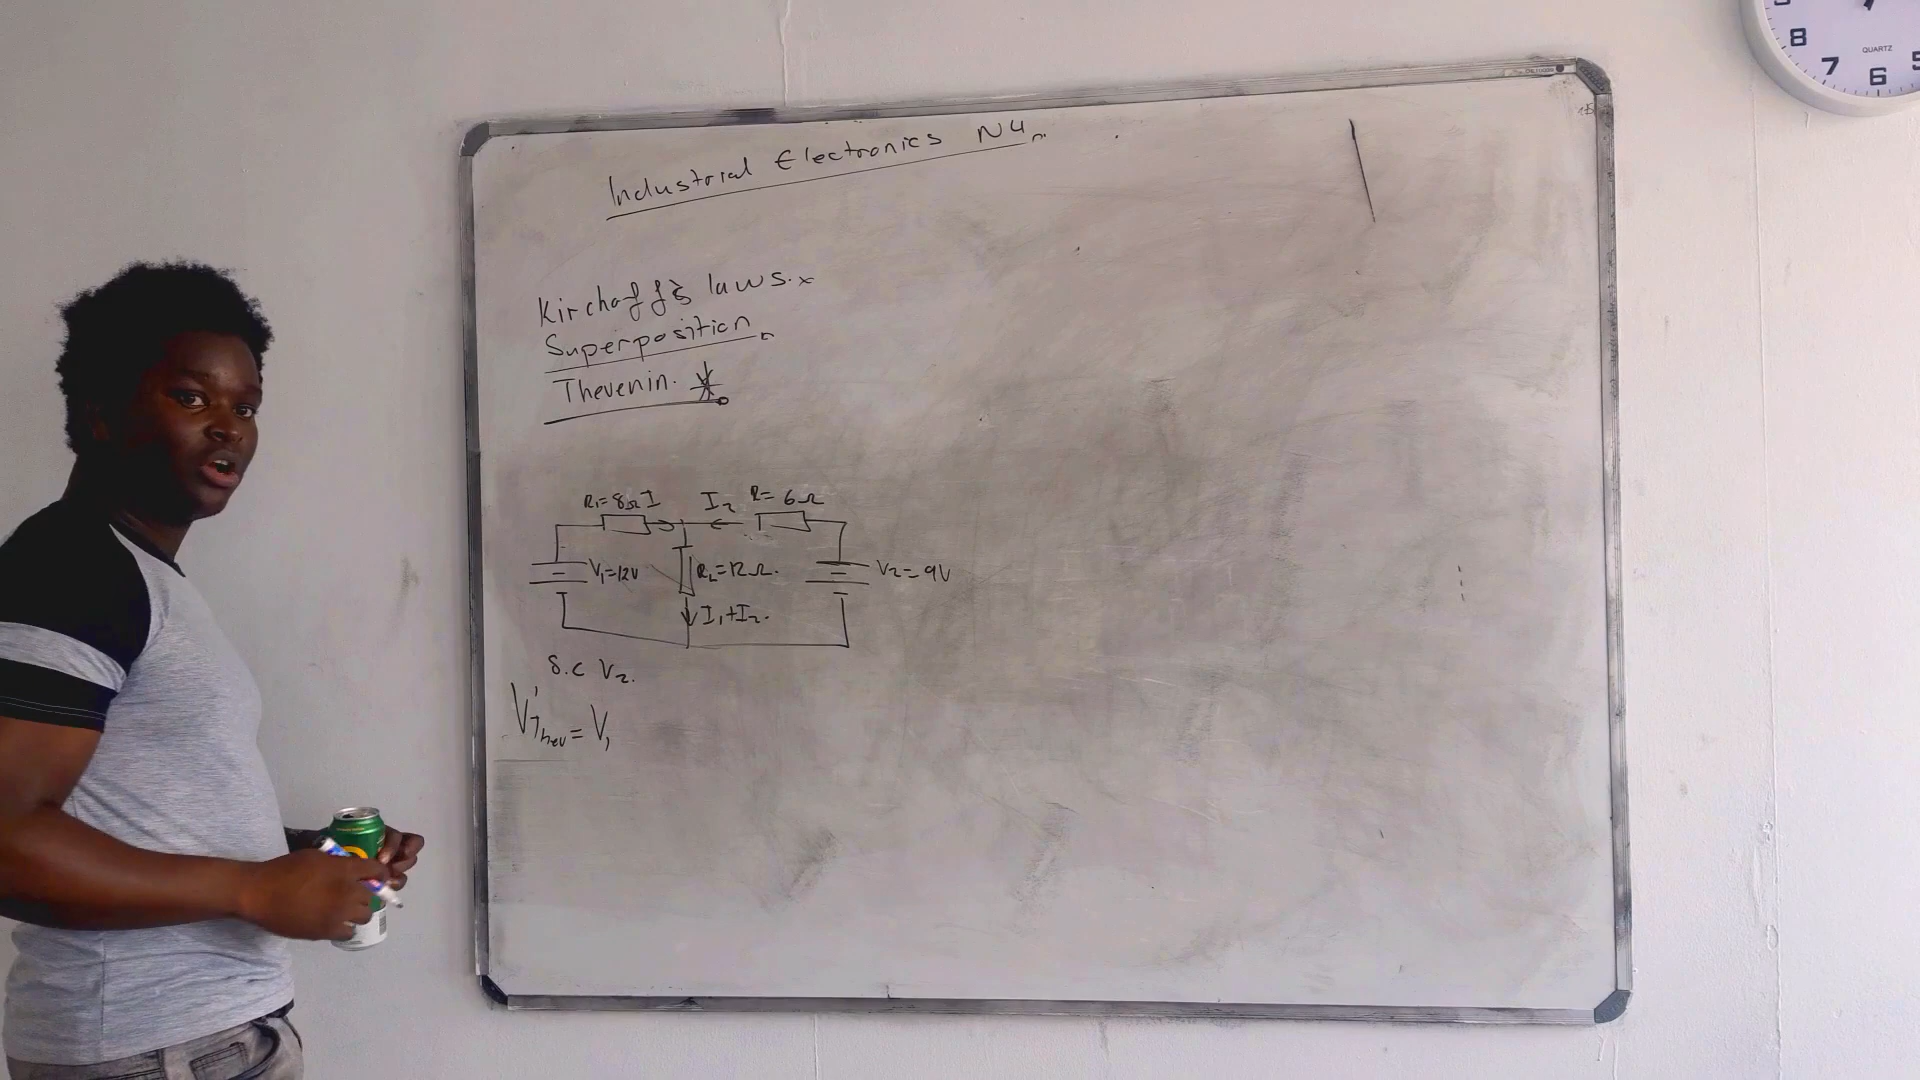 Industrial Electronics N4
Kirchoff's laws.
Superposition
Thevenin.
R1=8Ω I I2 R= 6Ω
V1=12V R2=12Ω. V2=9V
I1+I2.
S.C V2.
V'Thev = V1
8
7 6 5
QUARTZ